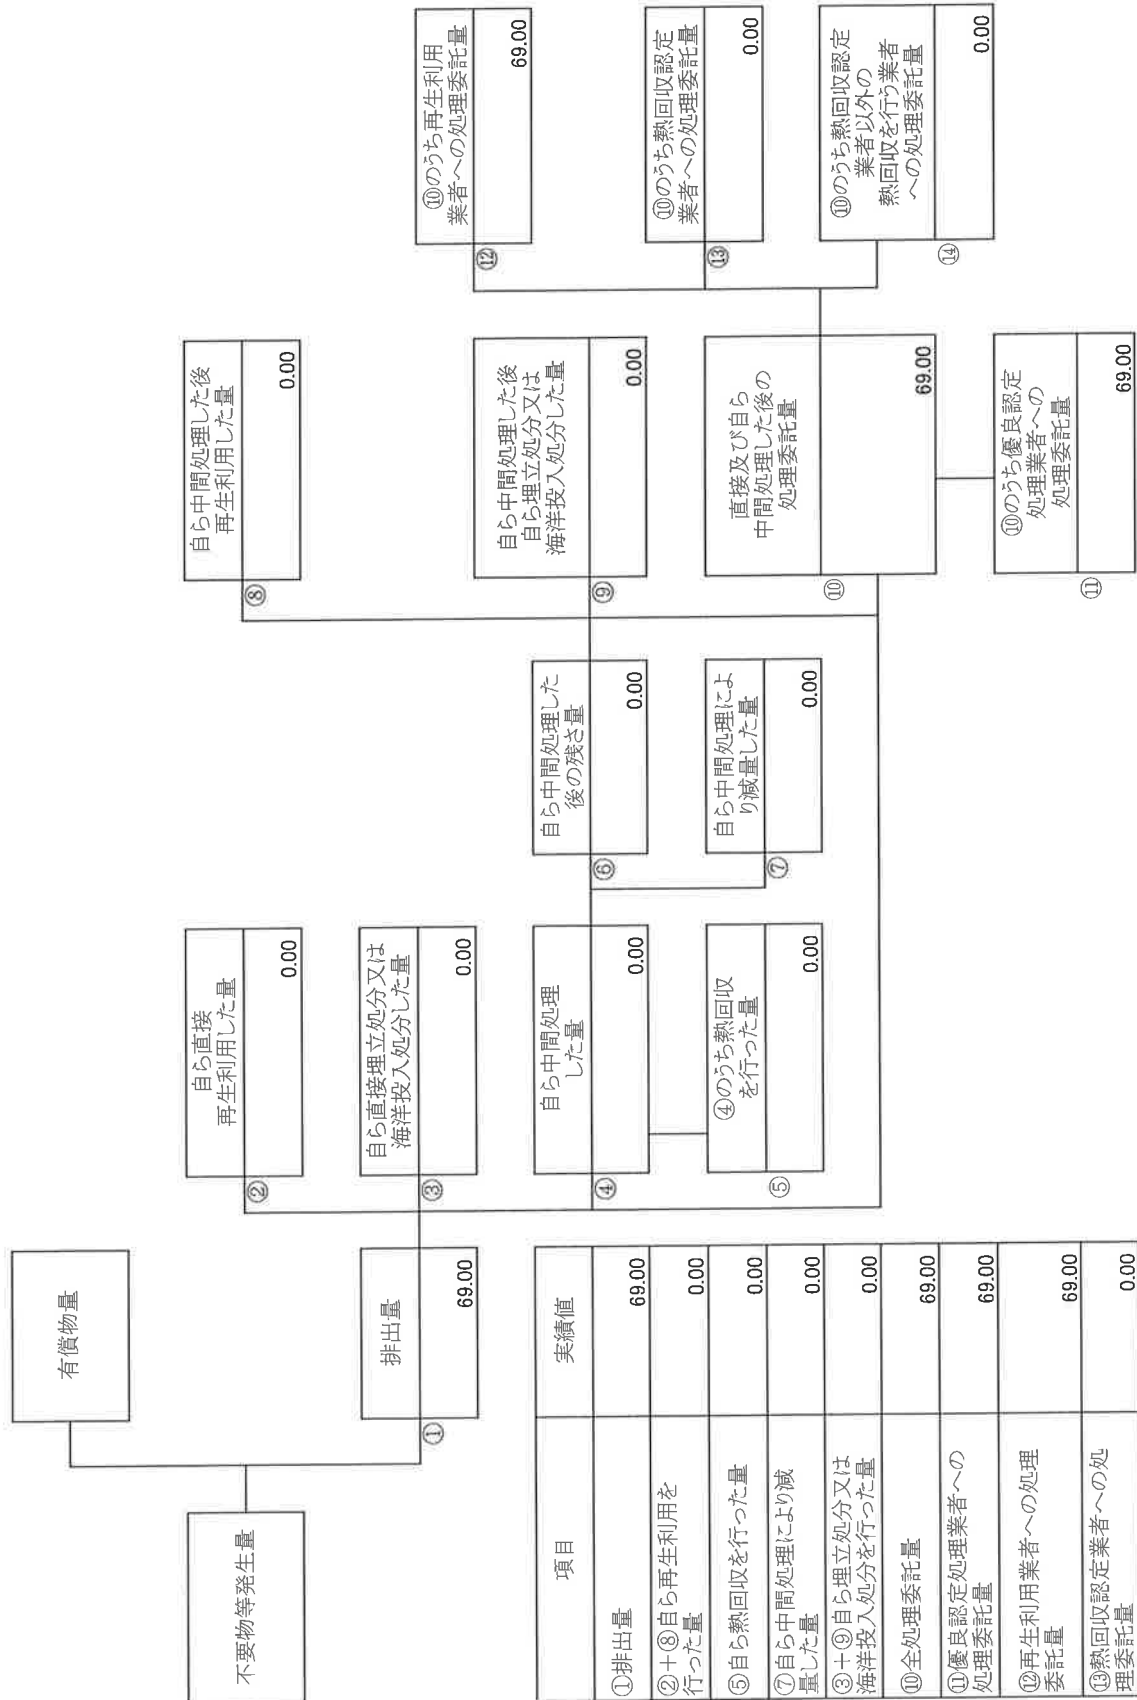 有償物量
不要物等発生量
排出量
①
69.00
自ら直接
再生利用した量
②
0.00
自ら直接埋立処分又は
海洋投入処分した量
③
0.00
自ら中間処理
した量
④
0.00
④のうち熱回収
を行った量
⑤
0.00
自ら中間処理した
後の残さ量
⑥
0.00
自ら中間処理によ
り減量した量
⑦
0.00
自ら中間処理した後
再生利用した量
⑧
0.00
自ら中間処理した後
自ら埋立処分又は
海洋投入処分した量
⑨
0.00
直接及び自ら
中間処理した後の
処理委託量
⑩
69.00
⑩のうち優良認定
処理業者への
処理委託量
⑪
69.00
⑩のうち再生利用
業者への処理委託量
⑫
69.00
⑩のうち熱回収認定
業者への処理委託量
⑬
0.00
⑩のうち熱回収認定
業者以外の
熱回収を行う業者
への処理委託量
⑭
0.00
項目 実績値
①排出量 69.00
②+⑧自ら再生利用を
行った量 0.00
⑤自ら熱回収を行った量 0.00
⑦自ら中間処理により減
量した量 0.00
③+⑨自ら埋立処分又は
海洋投入処分を行った量 0.00
⑩全処理委託量 69.00
⑪優良認定処理業者への
処理委託量 69.00
⑫再生利用業者への処理
委託量 69.00
⑬熱回収認定業者への処
理委託量 0.00